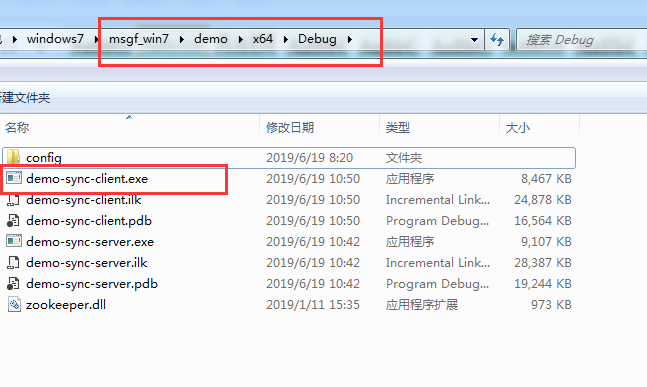 windows7 msgf_win7 demo x64 Debug 搜索 Debug
建文件夹
名称 修改日期 类型 大小
config 2019/6/19 8:20 文件夹
demo-sync-client.exe 2019/6/19 10:50 应用程序 8,467 KB
demo-sync-client.ilk 2019/6/19 10:50 Incremental Link... 24,878 KB
demo-sync-client.pdb 2019/6/19 10:50 Program Debug... 16,564 KB
demo-sync-server.exe 2019/6/19 10:42 应用程序 9,107 KB
demo-sync-server.ilk 2019/6/19 10:42 Incremental Link... 28,387 KB
demo-sync-server.pdb 2019/6/19 10:42 Program Debug... 19,244 KB
zookeeper.dll 2019/1/11 15:35 应用程序扩展 973 KB